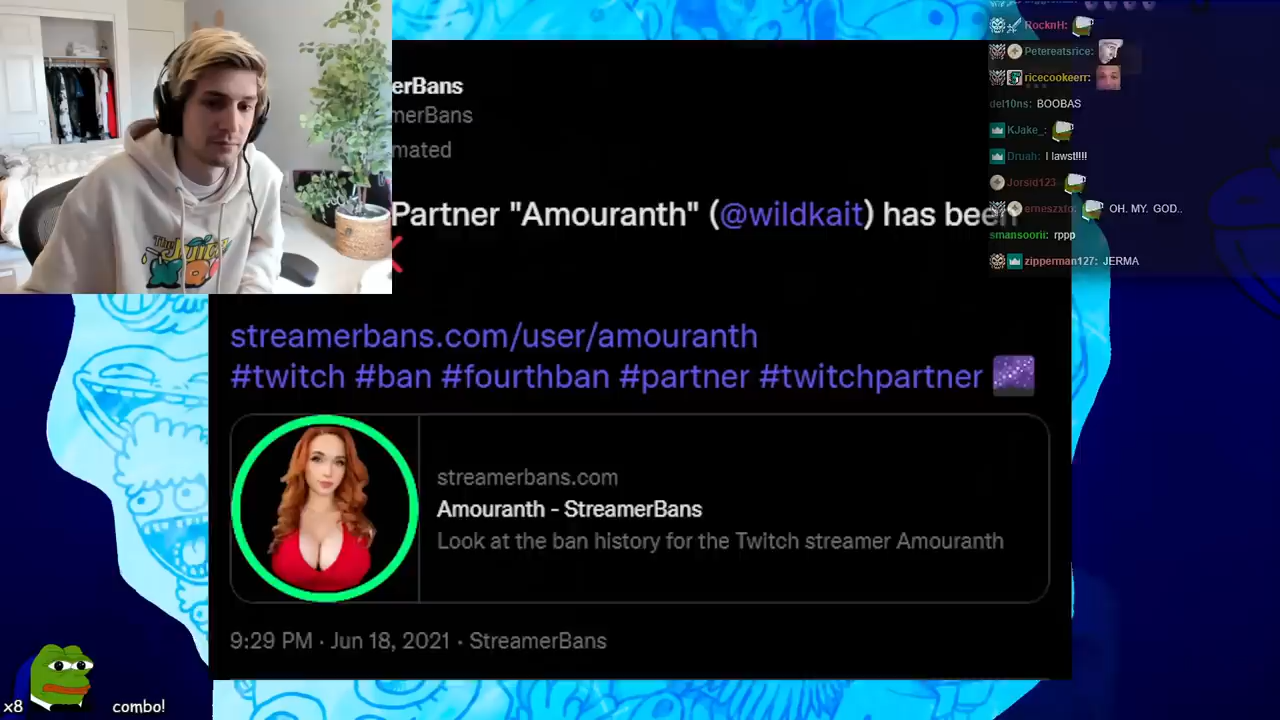 erBans
merBans
mated
Partner "Amouranth" (@wildkait) has been
streamerbans.com/user/amouranth
#twitch #ban #fourthban #partner #twitchpartner
streamerbans.com
Amouranth - StreamerBans
Look at the ban history for the Twitch streamer Amouranth
9:29 PM · Jun 18, 2021 · StreamerBans
RocknH:
Petereatsrice:
ricecookeerr:
del10ns: BOOBAS
KJake_:
Druah: I lawst!!!!
Jorsid123
erneszxfo: OH. MY. GOD..
smansoorii: rppp
zipperman127: JERMA
The
x8 combo!